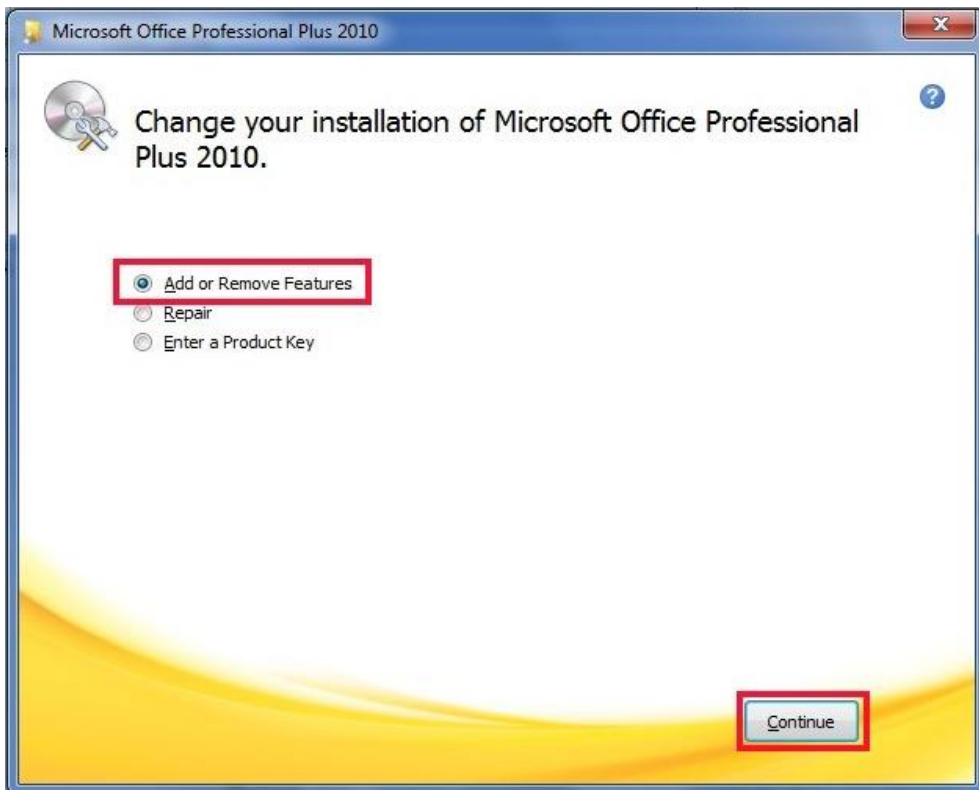 Microsoft Office Professional Plus 2010
Change your installation of Microsoft Office Professional
Plus 2010.
Add or Remove Features
Repair
Enter a Product Key
Continue